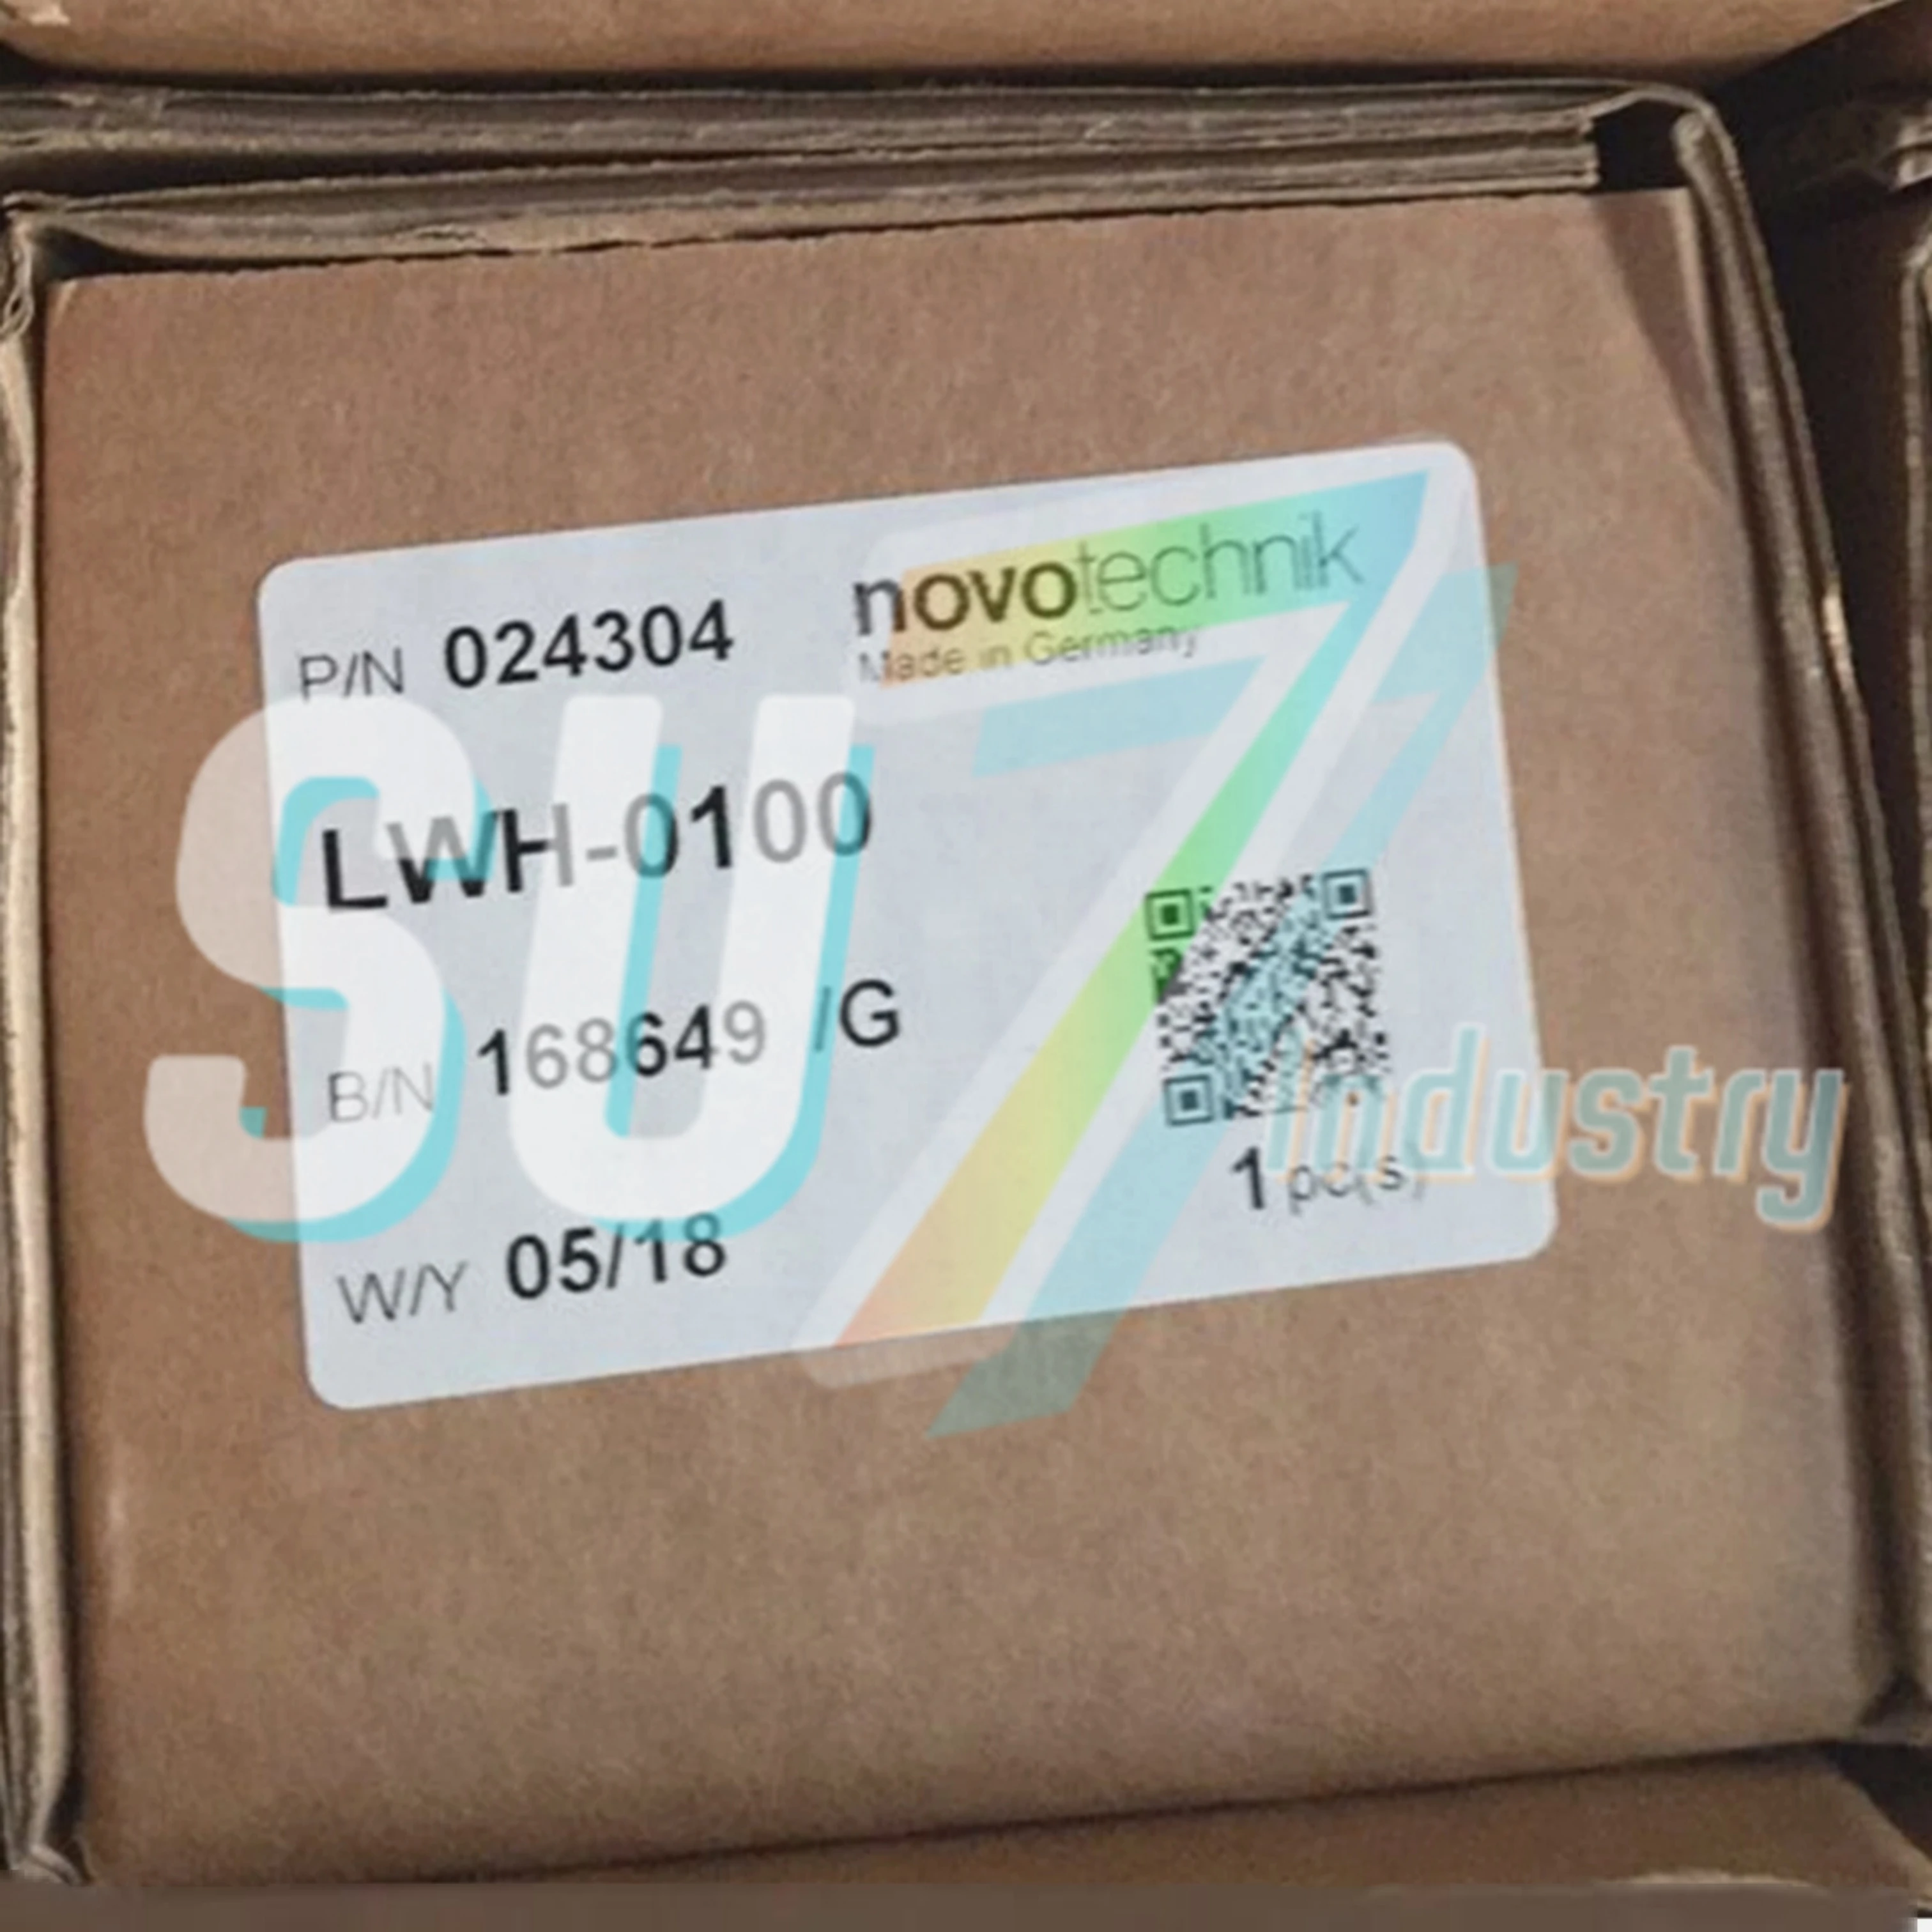 P/N 024304
novotechnik
Made in Germany
LWH-0100
B/N 168649 /G
W/Y 05/18
1 pc(s)
SU7
industry